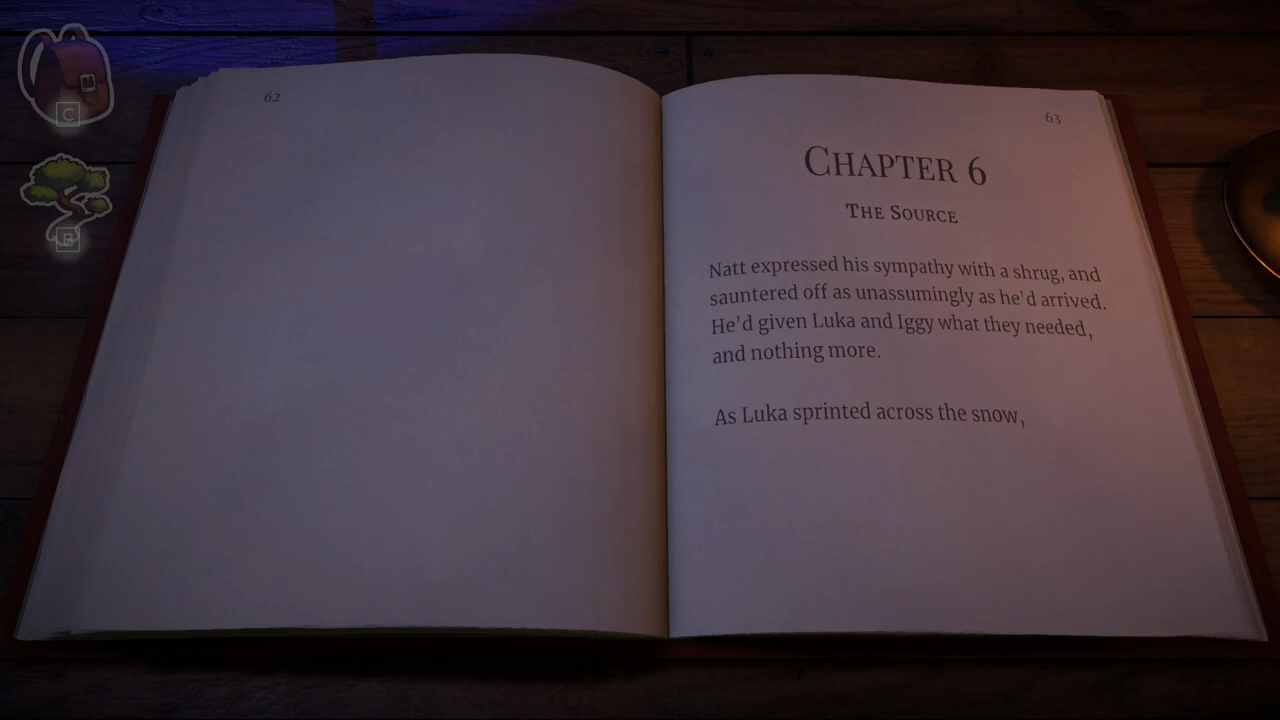 C
B
62
63
Chapter 6
The Source
Natt expressed his sympathy with a shrug, and
sauntered off as unassumingly as he'd arrived.
He'd given Luka and Iggy what they needed,
and nothing more.
As Luka sprinted across the snow,